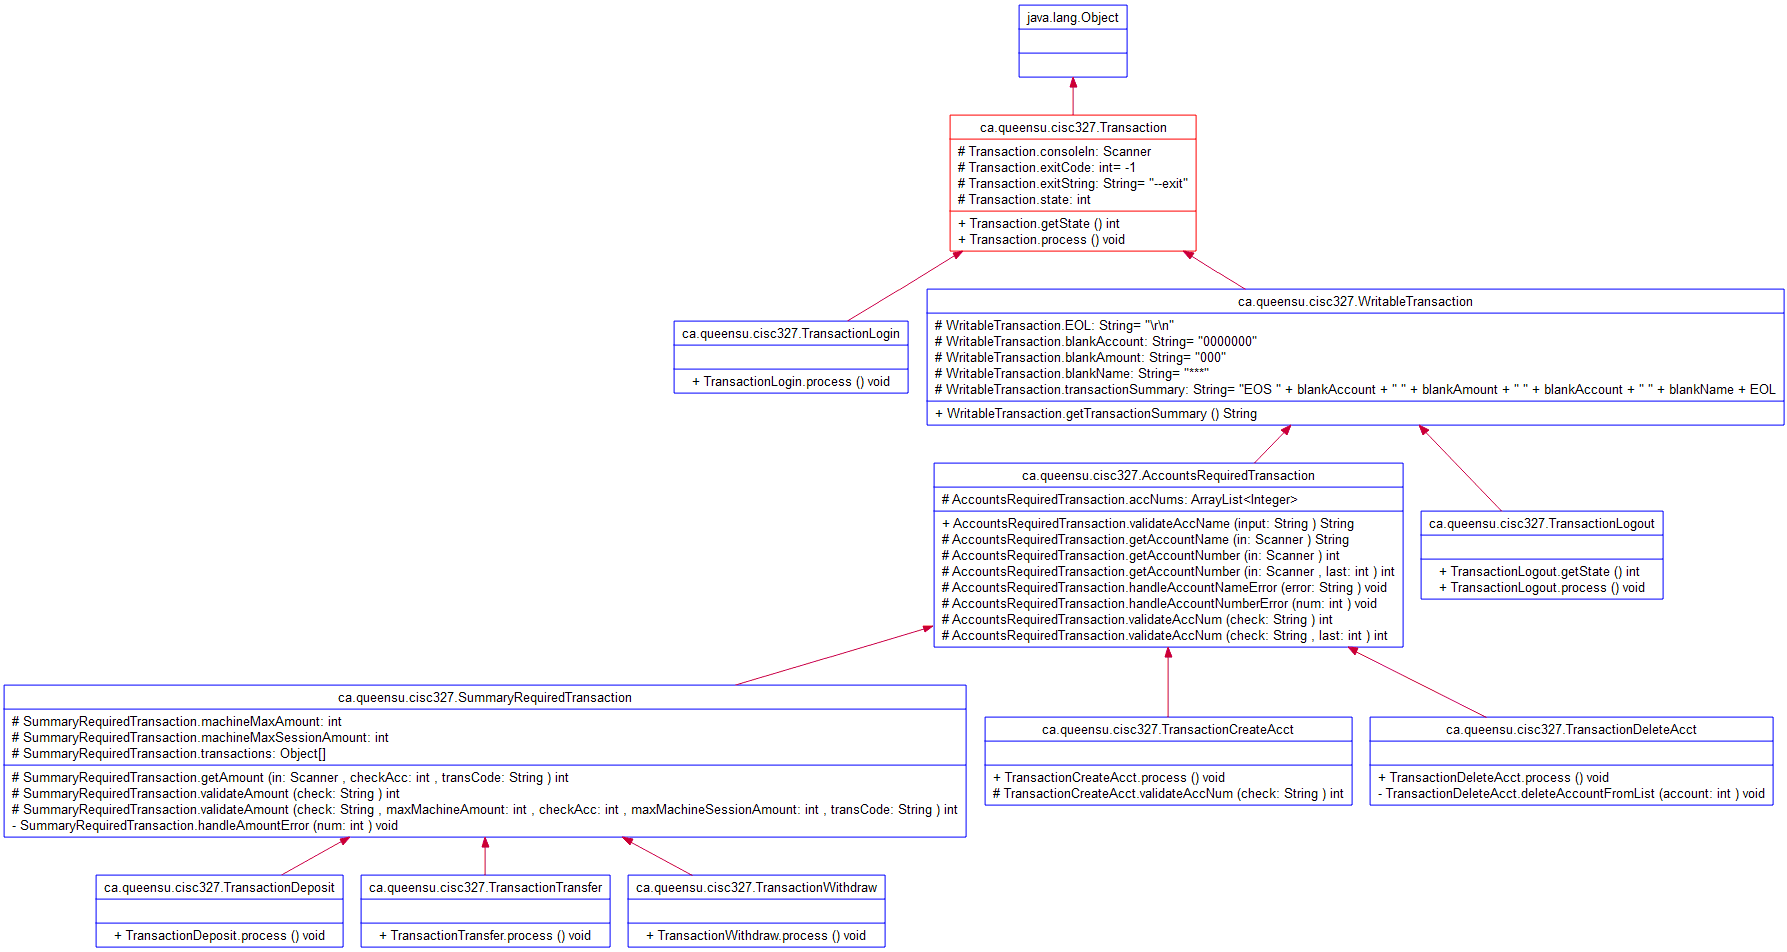 java.lang.Object
ca.queensu.cisc327.Transaction
# Transaction.consoleIn: Scanner
# Transaction.exitCode: int= -1
# Transaction.exitString: String= "--exit"
# Transaction.state: int
+ Transaction.getState () int
+ Transaction.process () void
ca.queensu.cisc327.TransactionLogin
+ TransactionLogin.process () void
ca.queensu.cisc327.WritableTransaction
# WritableTransaction.EOL: String= "\r\n"
# WritableTransaction.blankAccount: String= "0000000"
# WritableTransaction.blankAmount: String= "000"
# WritableTransaction.blankName: String= "***"
# WritableTransaction.transactionSummary: String= "EOS " + blankAccount + " " + blankAmount + " " + blankAccount + " " + blankName + EOL
+ WritableTransaction.getTransactionSummary () String
ca.queensu.cisc327.AccountsRequiredTransaction
# AccountsRequiredTransaction.accNums: ArrayList<Integer>
+ AccountsRequiredTransaction.validateAccName (input: String ) String
# AccountsRequiredTransaction.getAccountName (in: Scanner ) String
# AccountsRequiredTransaction.getAccountNumber (in: Scanner ) int
# AccountsRequiredTransaction.getAccountNumber (in: Scanner , last: int ) int
# AccountsRequiredTransaction.handleAccountNameError (error: String ) void
# AccountsRequiredTransaction.handleAccountNumberError (num: int ) void
# AccountsRequiredTransaction.validateAccNum (check: String ) int
# AccountsRequiredTransaction.validateAccNum (check: String , last: int ) int
ca.queensu.cisc327.TransactionLogout
+ TransactionLogout.getState () int
+ TransactionLogout.process () void
ca.queensu.cisc327.SummaryRequiredTransaction
# SummaryRequiredTransaction.machineMaxAmount: int
# SummaryRequiredTransaction.machineMaxSessionAmount: int
# SummaryRequiredTransaction.transactions: Object[]
# SummaryRequiredTransaction.getAmount (in: Scanner , checkAcc: int , transCode: String ) int
# SummaryRequiredTransaction.validateAmount (check: String ) int
# SummaryRequiredTransaction.validateAmount (check: String , maxMachineAmount: int , checkAcc: int , maxMachineSessionAmount: int , transCode: String ) int
- SummaryRequiredTransaction.handleAmountError (num: int ) void
ca.queensu.cisc327.TransactionCreateAcct
+ TransactionCreateAcct.process () void
# TransactionCreateAcct.validateAccNum (check: String ) int
ca.queensu.cisc327.TransactionDeleteAcct
+ TransactionDeleteAcct.process () void
- TransactionDeleteAcct.deleteAccountFromList (account: int ) void
ca.queensu.cisc327.TransactionDeposit
+ TransactionDeposit.process () void
ca.queensu.cisc327.TransactionTransfer
+ TransactionTransfer.process () void
ca.queensu.cisc327.TransactionWithdraw
+ TransactionWithdraw.process () void